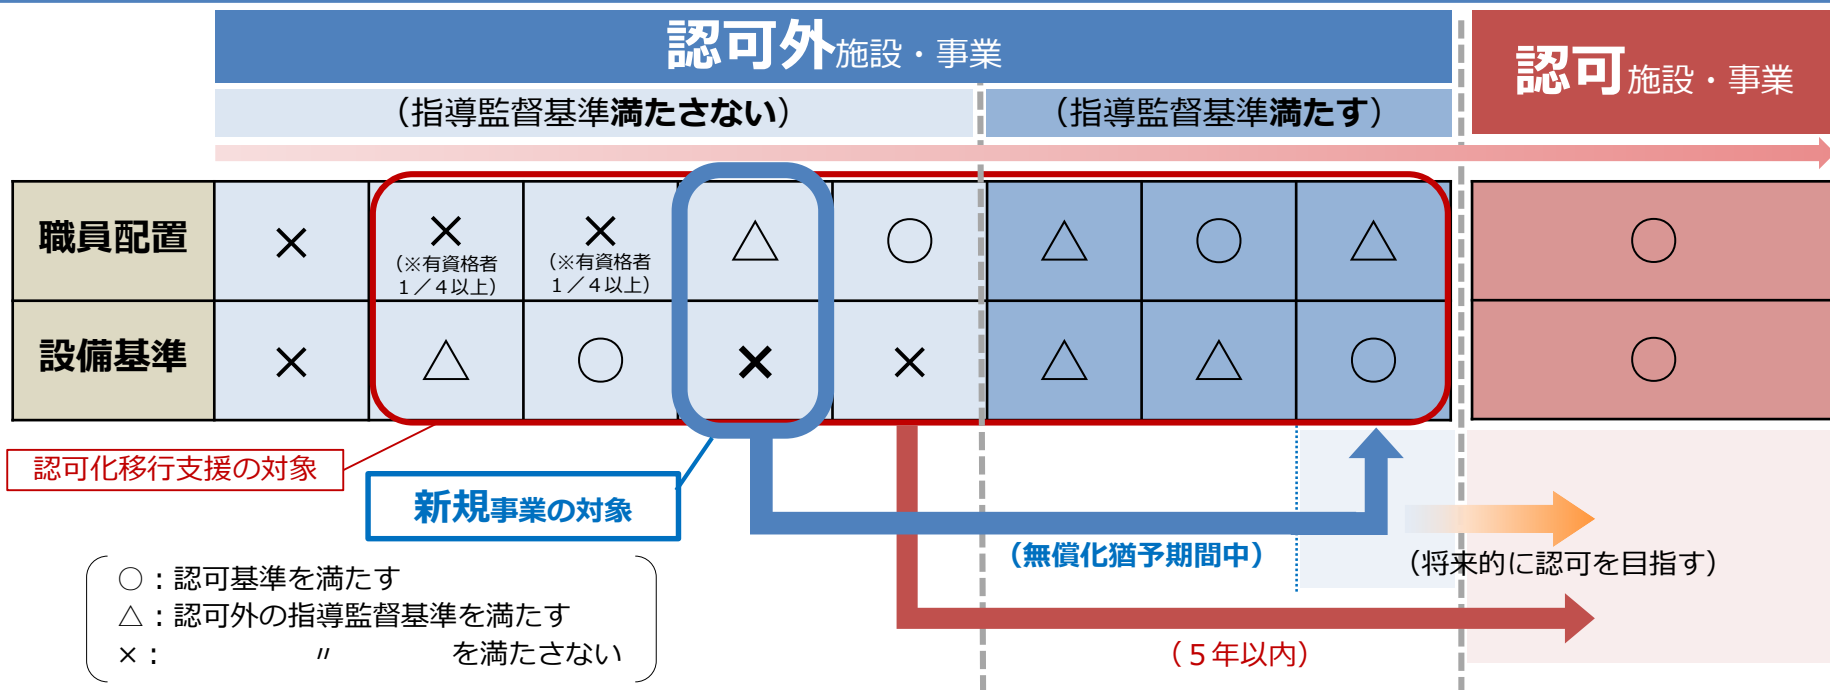 認可外施設・事業
認可施設・事業
（指導監督基準満たさない）
（指導監督基準満たす）
職員配置 × × × △ ○ △ ○ △ ○
（※有資格者
１／４以上）
（※有資格者
１／４以上）
設備基準 × △ ○ × × △ △ ○ ○
認可化移行支援の対象
新規事業の対象
（無償化猶予期間中）
（将来的に認可を目指す）
（５年以内）
○：認可基準を満たす
△：認可外の指導監督基準を満たす
×：　　　〃　　　を満たさない